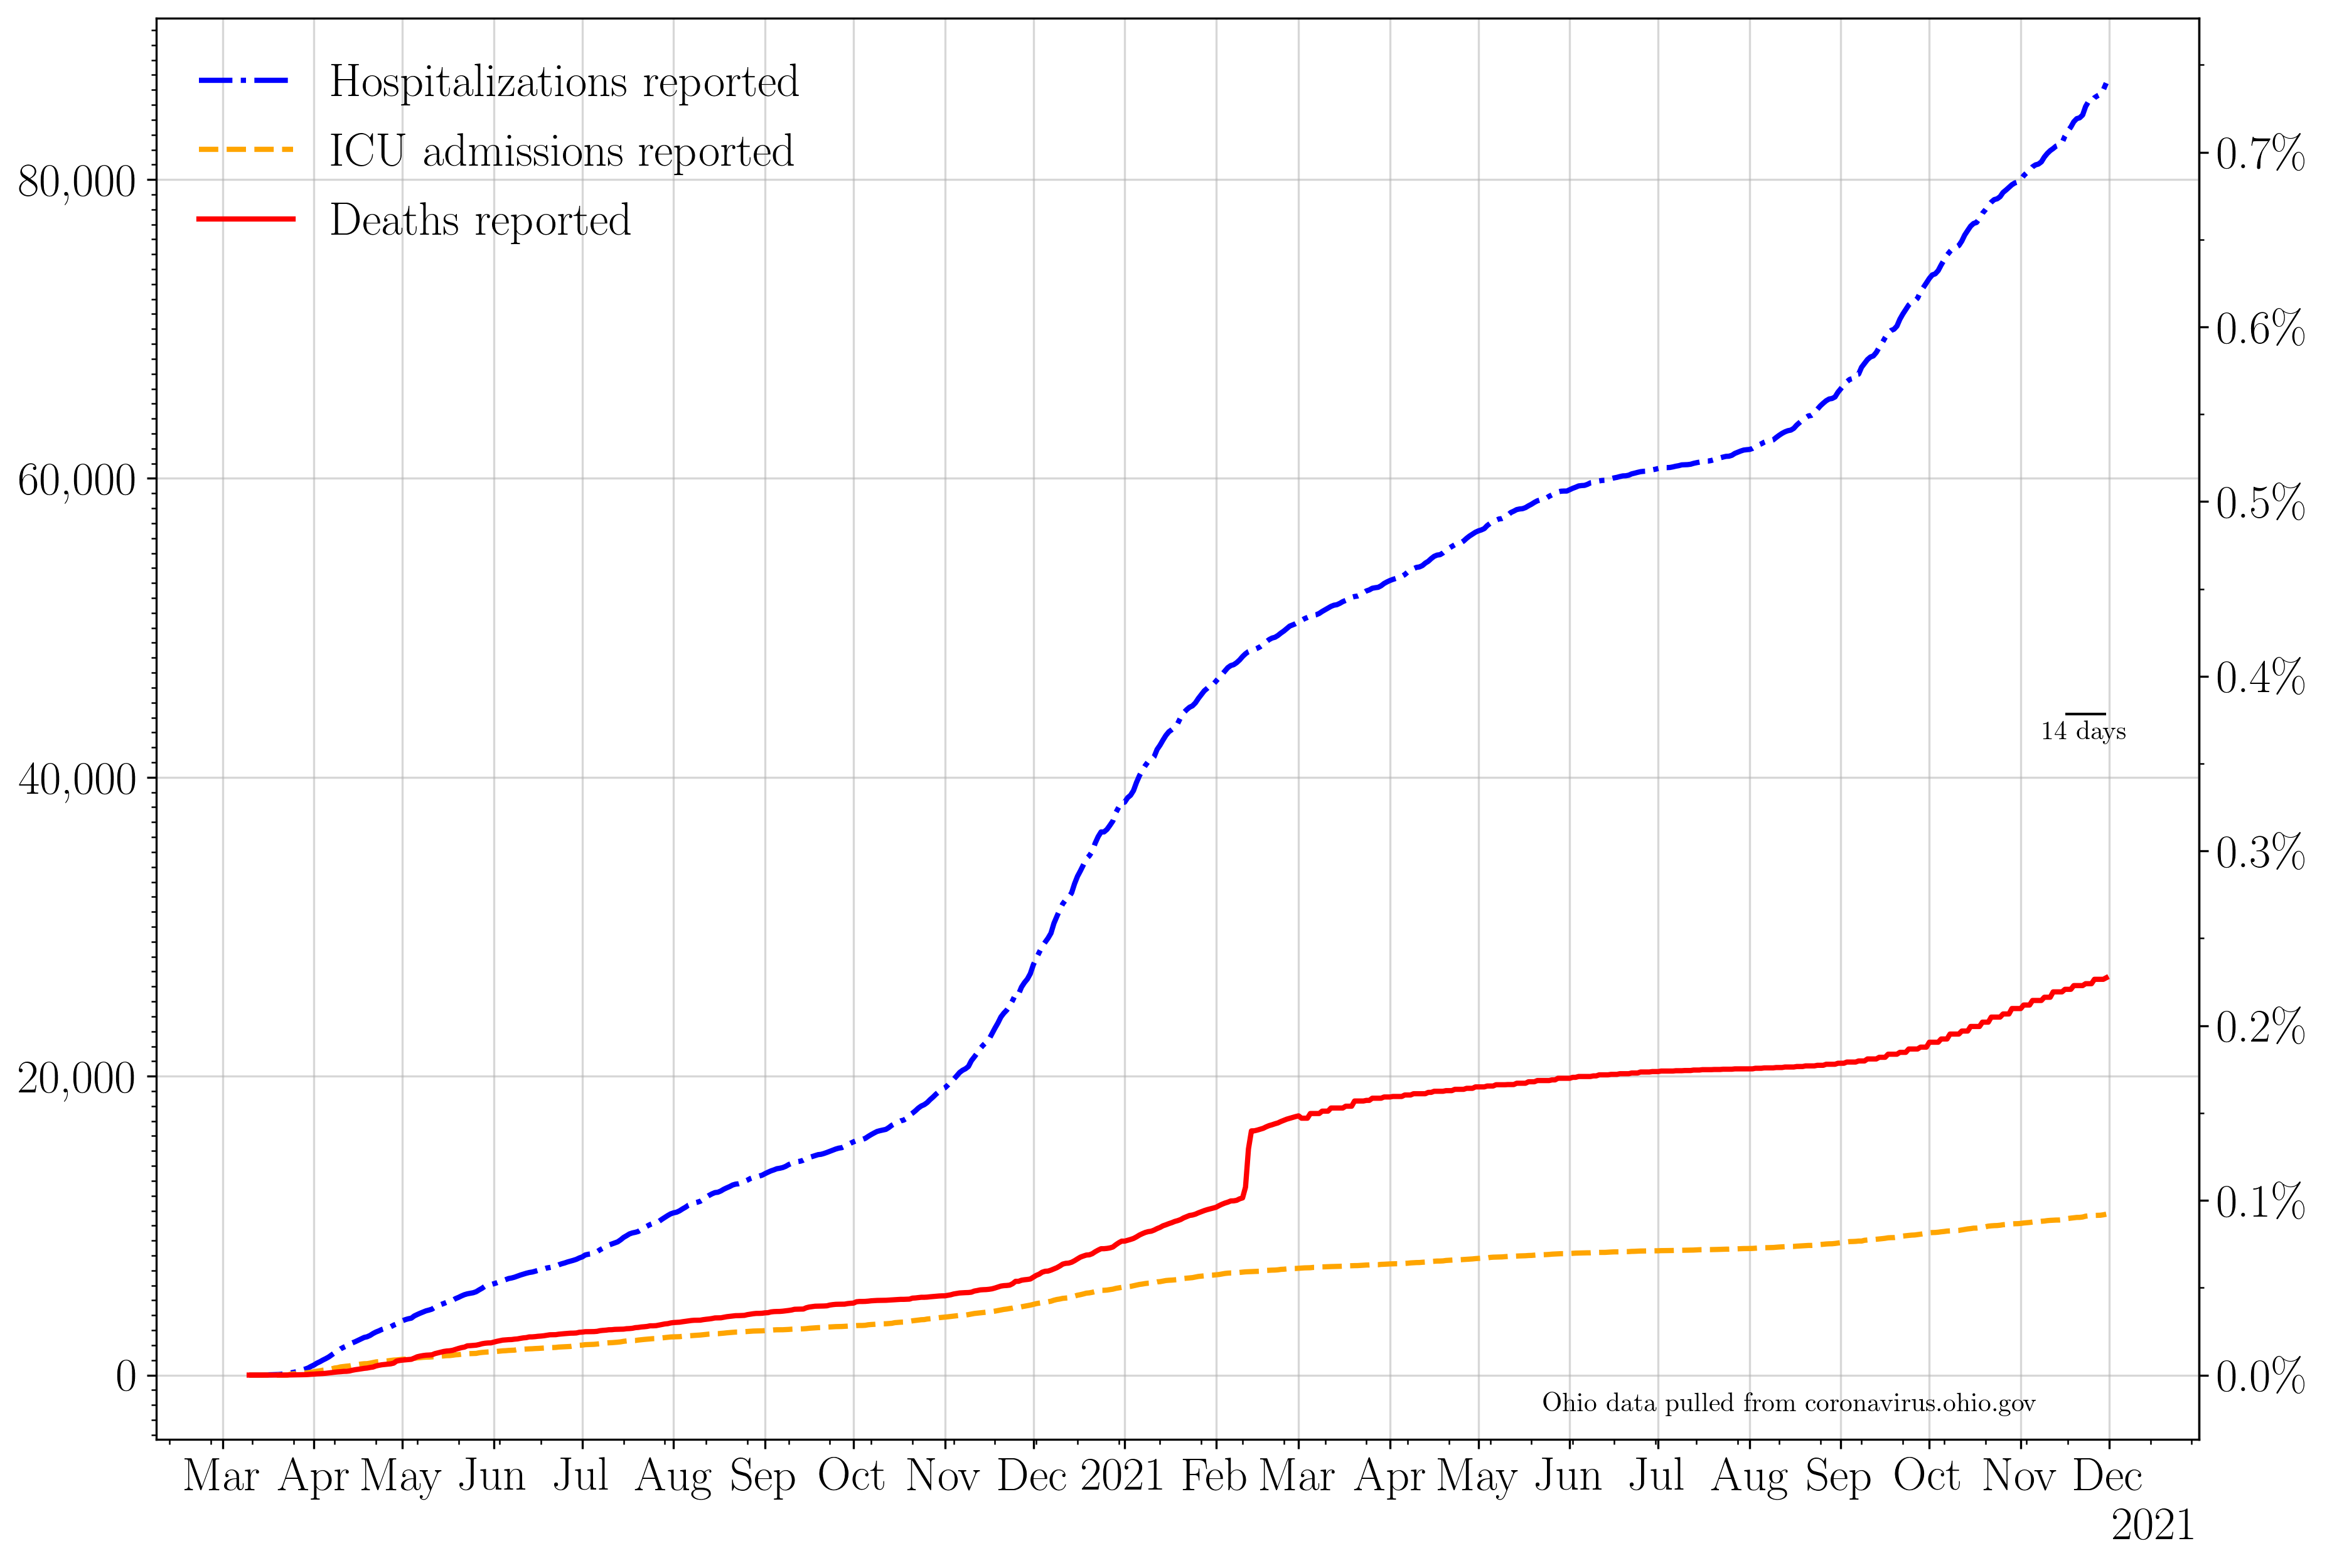 Hospitalizations reported
ICU admissions reported
Deaths reported
80,000
60,000
40,000
20,000
0
0.7%
0.6%
0.5%
0.4%
0.3%
0.2%
0.1%
0.0%
14 days
Ohio data pulled from coronavirus.ohio.gov
Mar Apr May Jun Jul Aug Sep Oct Nov Dec 2021 Feb Mar Apr May Jun Jul Aug Sep Oct Nov Dec
2021